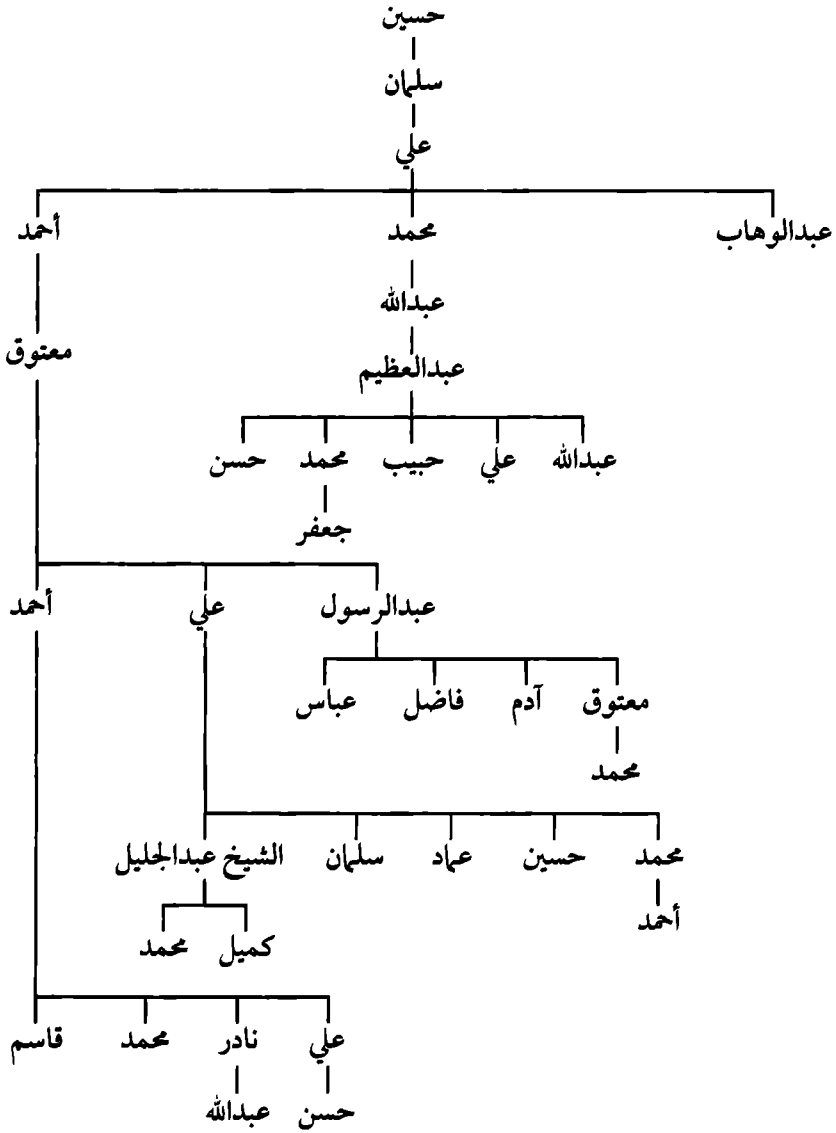 حسين
سلمان
علي
عبدالوهاب محمد أحمد
عبدالله
معتوق
عبدالعظيم
عبدالله علي حبيب محمد حسن
جعفر
عبدالرسول علي أحمد
معتوق آدم فاضل عباس
محمد
محمد حسين عماد سلمان الشيخ عبدالجليل
أحمد
كميل محمد
علي نادر محمد قاسم
حسن عبدالله